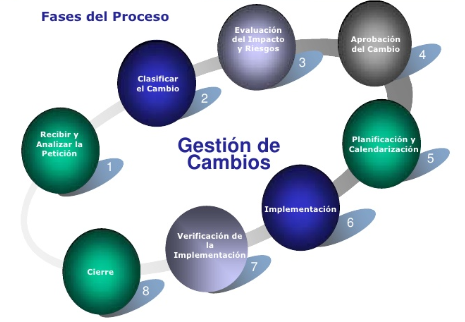 Fases del Proceso
Recibir y
Analizar la
Petición
1
Clasificar
el Cambio
2
Evaluación
del Impacto
y Riesgos
3
Aprobación
del Cambio
4
Planificación y
Calendarización
5
Implementación
6
Verificación de
la
Implementación
7
Cierre
8
Gestión de
Cambios